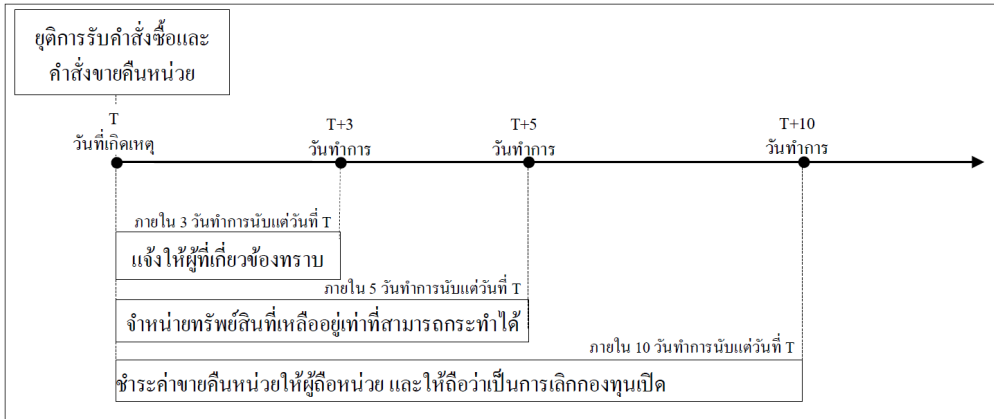 ยุติการรับคำสั่งซื้อและ
คำสั่งขายคืนหน่วย
T
วันที่เกิดเหตุ
T+3
วันทำการ
T+5
วันทำการ
T+10
วันทำการ
ภายใน 3 วันทำการนับแต่วันที่ T
แจ้งให้ผู้ที่เกี่ยวข้องทราบ
ภายใน 5 วันทำการนับแต่วันที่ T
จำหน่ายทรัพย์สินที่เหลืออยู่เท่าที่สามารถกระทำได้
ภายใน 10 วันทำการนับแต่วันที่ T
ชำระค่าขายคืนหน่วยให้ผู้ถือหน่วย และให้ถือว่าเป็นการเลิกกองทุนเปิด